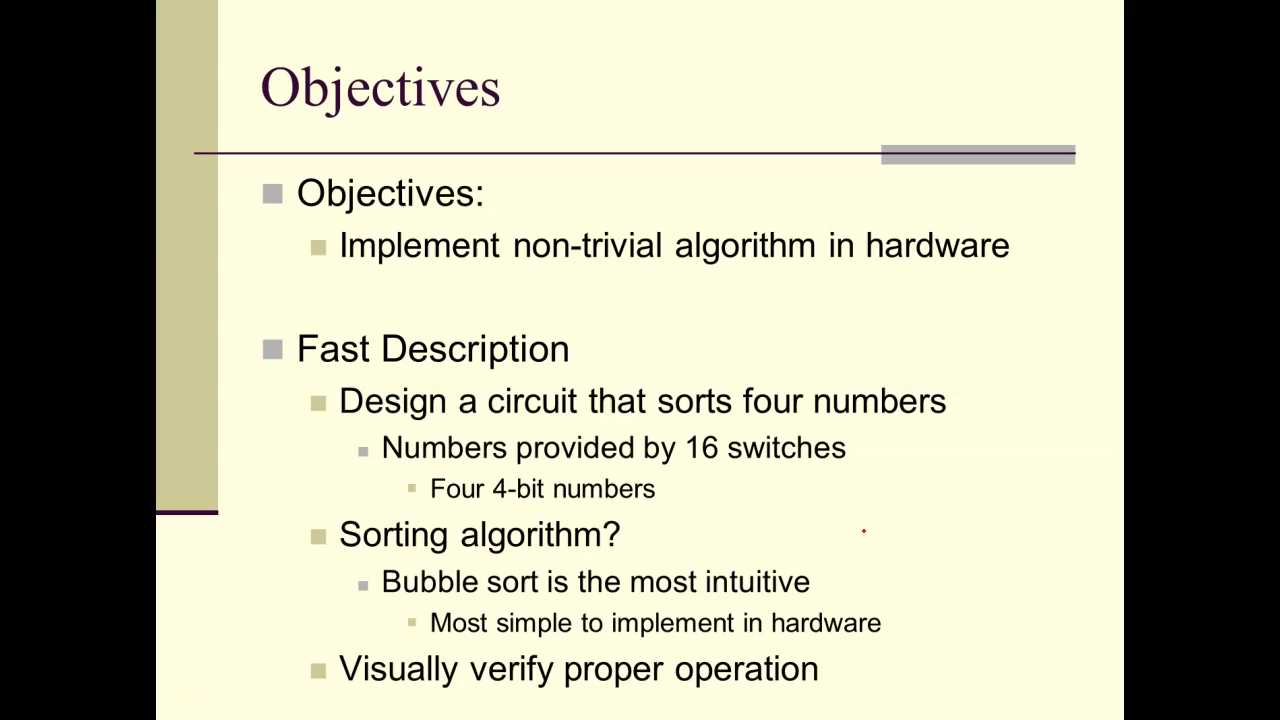 Objectives
Objectives:
Implement non-trivial algorithm in hardware
Fast Description
Design a circuit that sorts four numbers
Numbers provided by 16 switches
Four 4-bit numbers
Sorting algorithm?
Bubble sort is the most intuitive
Most simple to implement in hardware
Visually verify proper operation